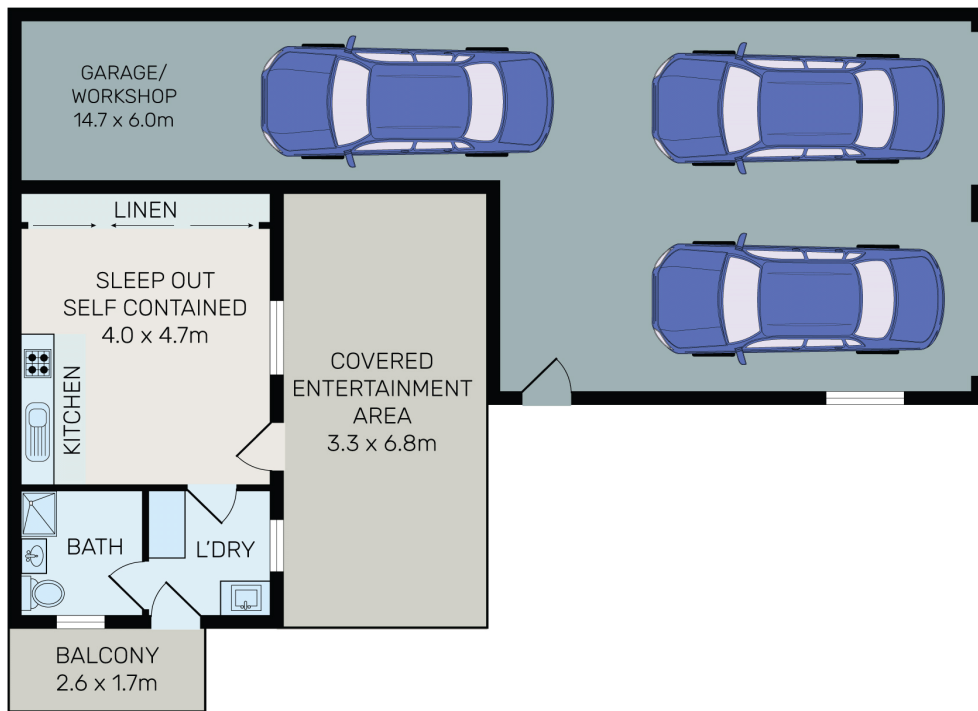 GARAGE/
WORKSHOP
14.7 x 6.0m
LINEN
SLEEP OUT
SELF CONTAINED
4.0 x 4.7m
KITCHEN
COVERED
ENTERTAINMENT
AREA
3.3 x 6.8m
BATH
L'DRY
BALCONY
2.6 x 1.7m